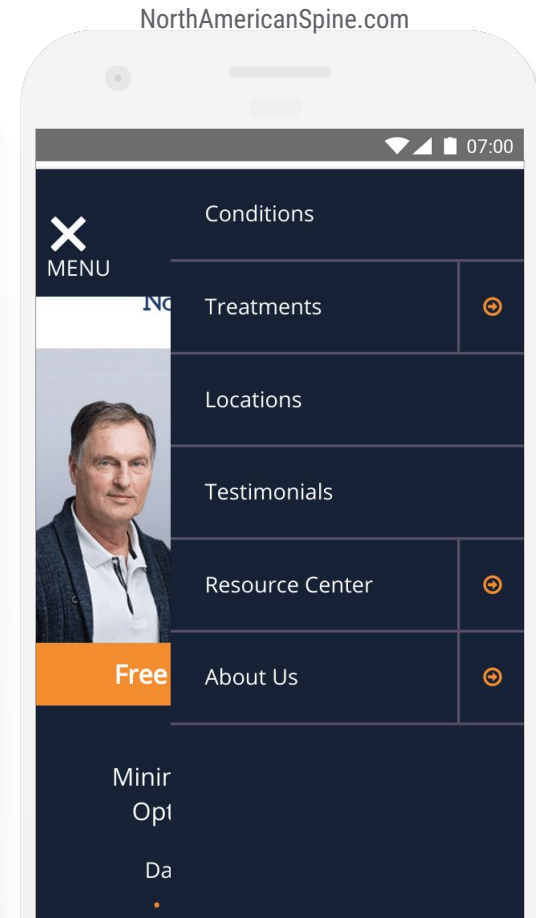 NorthAmericanSpine.com
07:00
Conditions
MENU
Treatments
Locations
Testimonials
Resource Center
Free
About Us